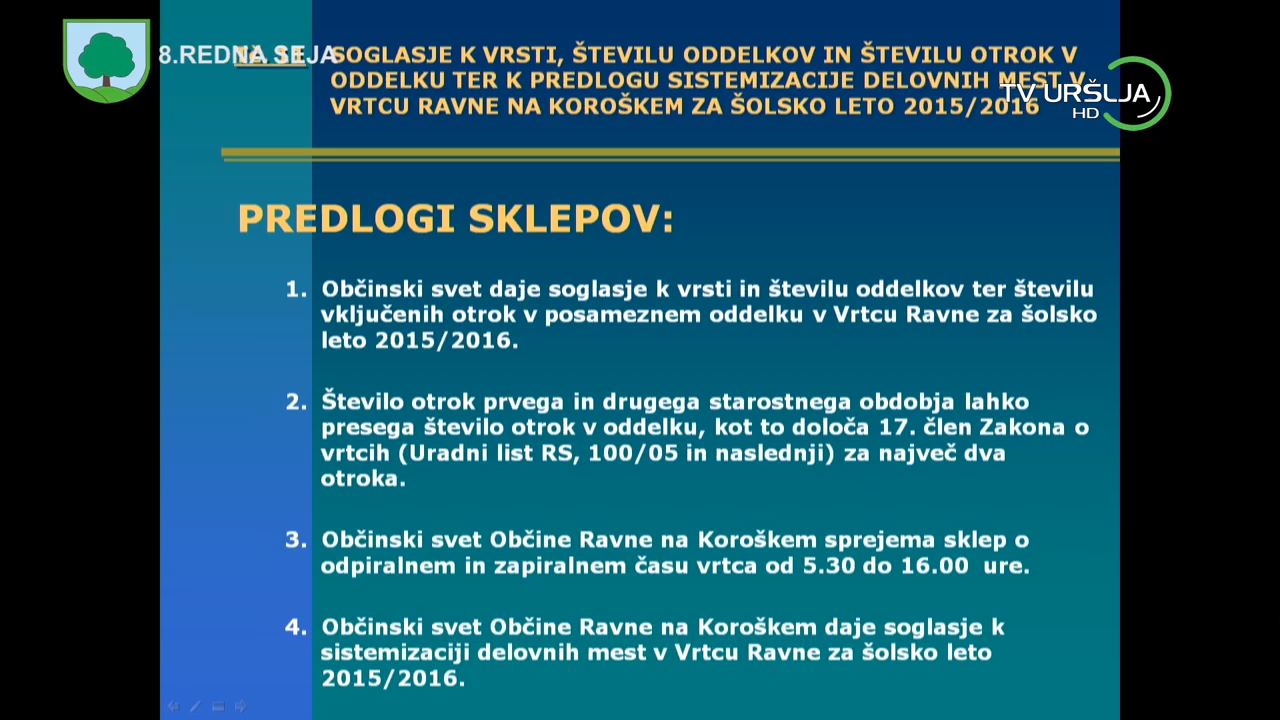 8.REDNA SEJA
SOGLASJE K VRSTI, ŠTEVILU ODDELKOV IN ŠTEVILU OTROK V
ODDELKU TER K PREDLOGU SISTEMIZACIJE DELOVNIH MEST V
VRTCU RAVNE NA KOROŠKEM ZA ŠOLSKO LETO 2015/2016
TV URŠLJA
HD
PREDLOGI SKLEPOV:
1. Občinski svet daje soglasje k vrsti in številu oddelkov ter številu
vključenih otrok v posameznem oddelku v Vrtcu Ravne za šolsko
leto 2015/2016.
2. Število otrok prvega in drugega starostnega obdobja lahko
presega število otrok v oddelku, kot to določa 17. člen Zakona o
vrtcih (Uradni list RS, 100/05 in naslednji) za največ dva
otroka.
3. Občinski svet Občine Ravne na Koroškem sprejema sklep o
odpiralnem in zapiralnem času vrtca od 5.30 do 16.00 ure.
4. Občinski svet Občine Ravne na Koroškem daje soglasje k
sistemizaciji delovnih mest v Vrtcu Ravne za šolsko leto
2015/2016.